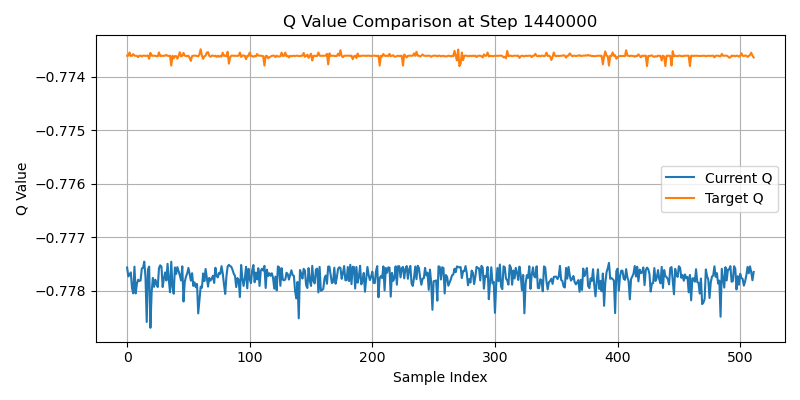 Q Value Comparison at Step 1440000
Q Value
−0.774
−0.775
−0.776
−0.777
−0.778
Current Q
Target Q
0 100 200 300 400 500
Sample Index